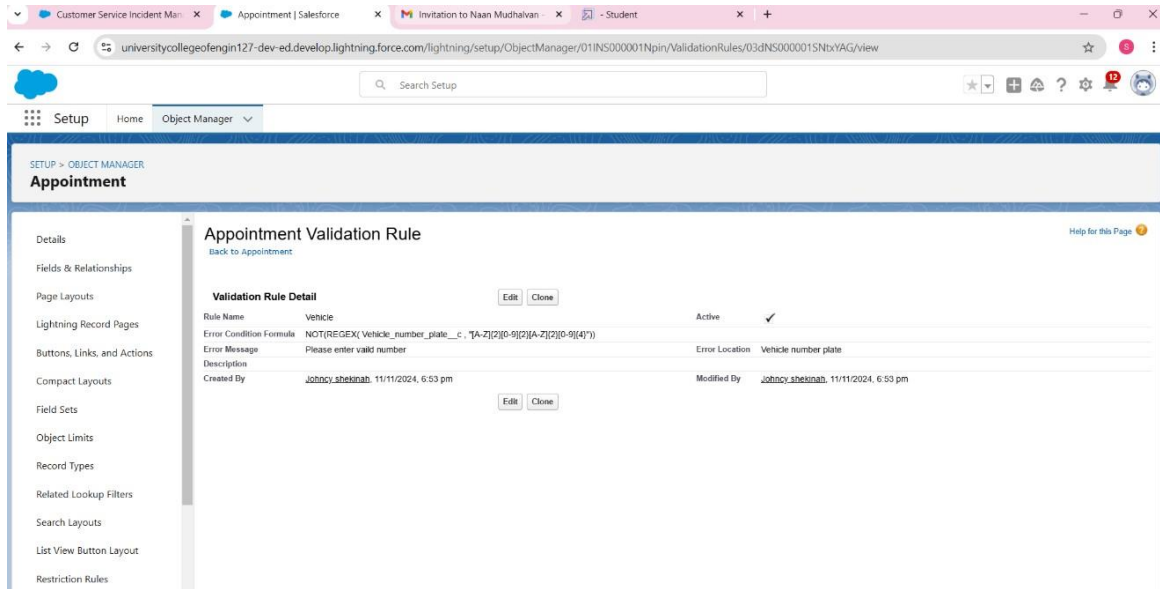 Customer Service Incident Man
Appointment | Salesforce
Invitation to Naan Mudhalvan -
- Student
universitycollegeofengin127-dev-ed.develop.lightning.force.com/lightning/setup/ObjectManager/01INS000001Npin/ValidationRules/03dNS000001SNtxYAG/view
S
Search Setup
12
Setup Home Object Manager
SETUP > OBJECT MANAGER
Appointment
Details
Fields & Relationships
Page Layouts
Lightning Record Pages
Buttons, Links, and Actions
Compact Layouts
Field Sets
Object Limits
Record Types
Related Lookup Filters
Search Layouts
List View Button Layout
Restriction Rules
Appointment Validation Rule
Help for this Page
Back to Appointment
Validation Rule Detail Edit Clone
Rule Name Vehicle Active
Error Condition Formula NOT(REGEX( Vehicle_number_plate__c , "[A-Z]{2}[0-9]{2}[A-Z]{2}[0-9]{4}"))
Error Message Please enter vaild number Error Location Vehicle number plate
Description
Created By Johncy shekinah, 11/11/2024, 6:53 pm Modified By Johncy shekinah, 11/11/2024, 6:53 pm
Edit Clone